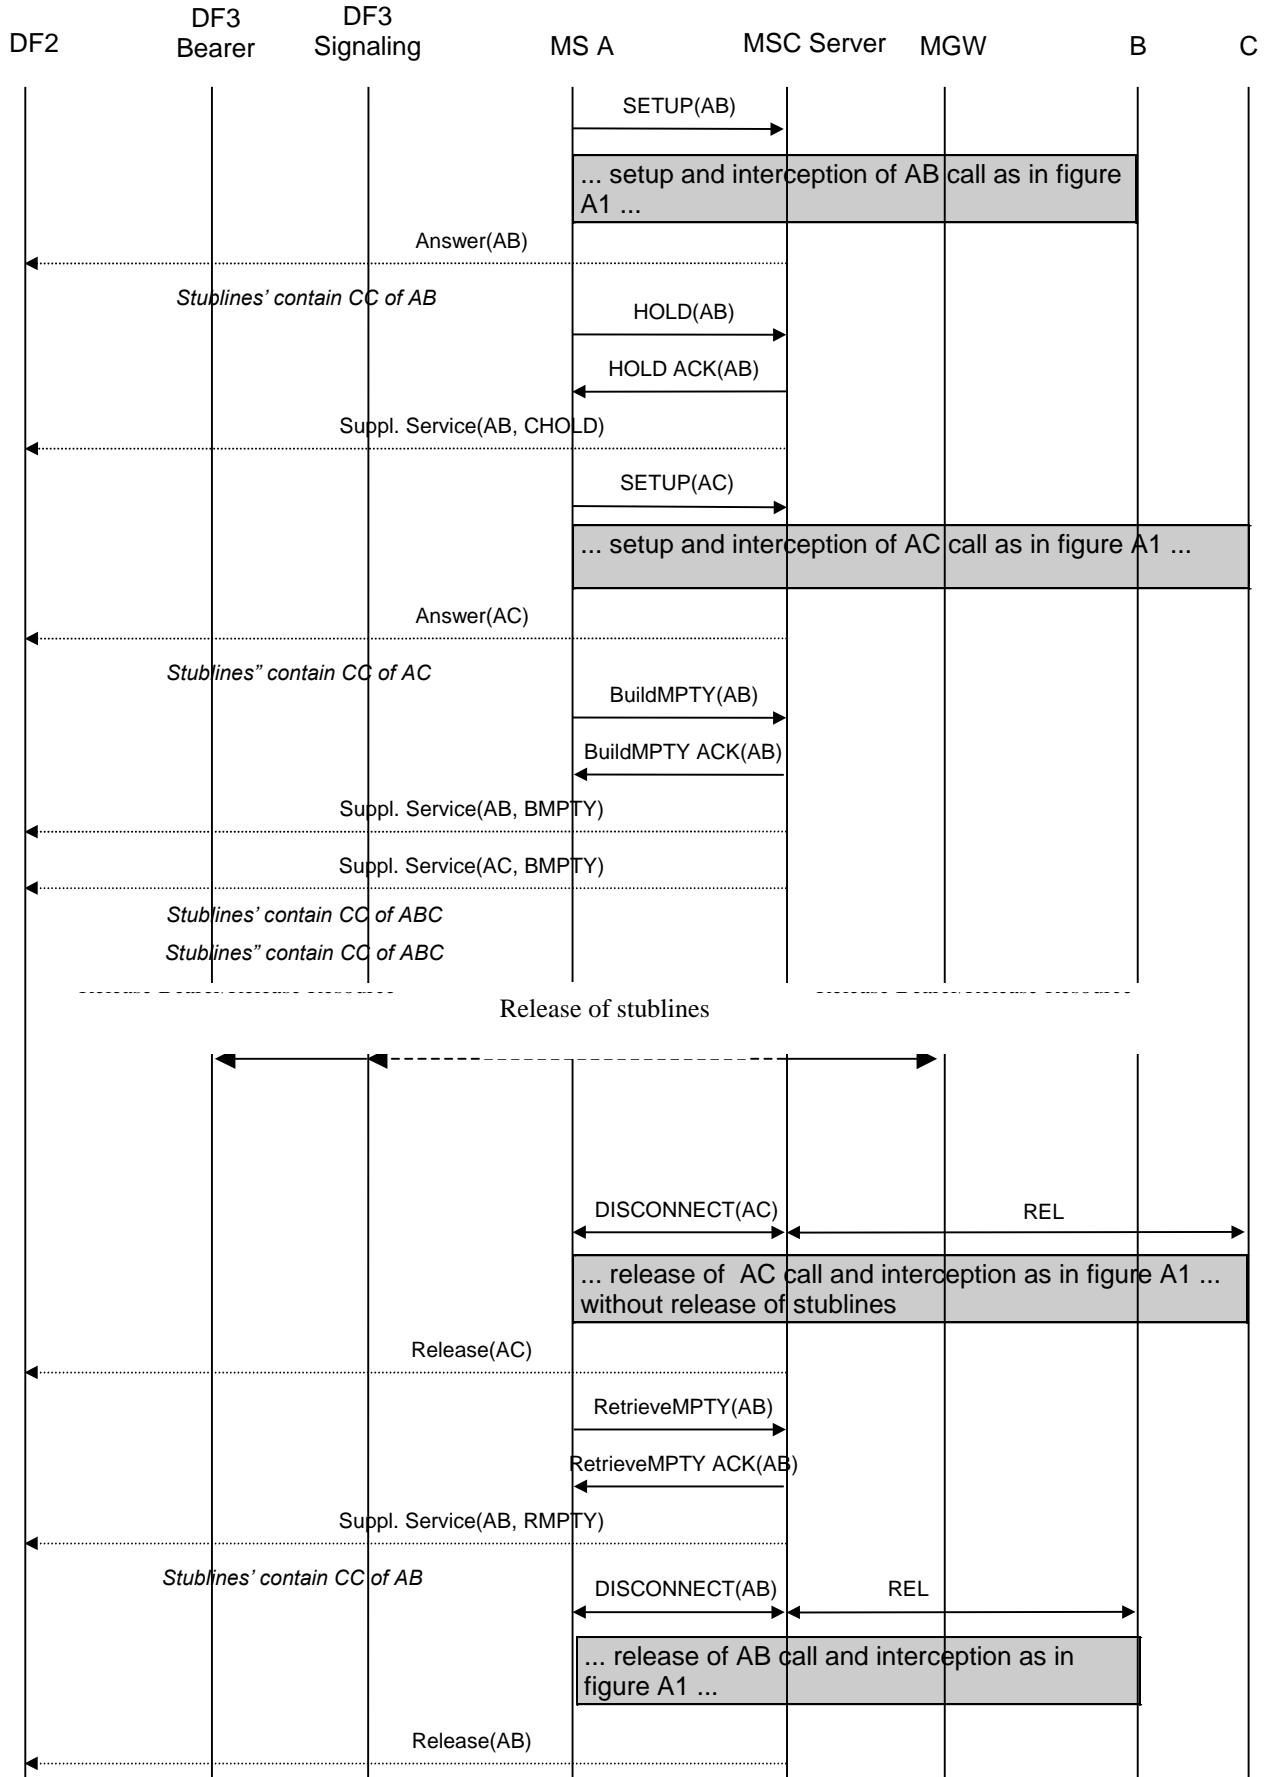 DF2
DF3
Bearer
DF3
Signaling
MS A
MSC Server
MGW
B
C
SETUP(AB)
... setup and interception of AB call as in figure
A1 ...
Answer(AB)
Stublines’ contain CC of AB
HOLD(AB)
HOLD ACK(AB)
Suppl. Service(AB, CHOLD)
SETUP(AC)
... setup and interception of AC call as in figure A1 ...
Answer(AC)
Stublines” contain CC of AC
BuildMPTY(AB)
BuildMPTY ACK(AB)
Suppl. Service(AB, BMPTY)
Suppl. Service(AC, BMPTY)
Stublines’ contain CC of ABC
Stublines” contain CC of ABC
Release of stublines
DISCONNECT(AC)
REL
... release of  AC call and interception as in figure A1 ...
without release of stublines
Release(AC)
RetrieveMPTY(AB)
RetrieveMPTY ACK(AB)
Suppl. Service(AB, RMPTY)
Stublines’ contain CC of AB
DISCONNECT(AB)
REL
... release of AB call and interception as in
figure A1 ...
Release(AB)